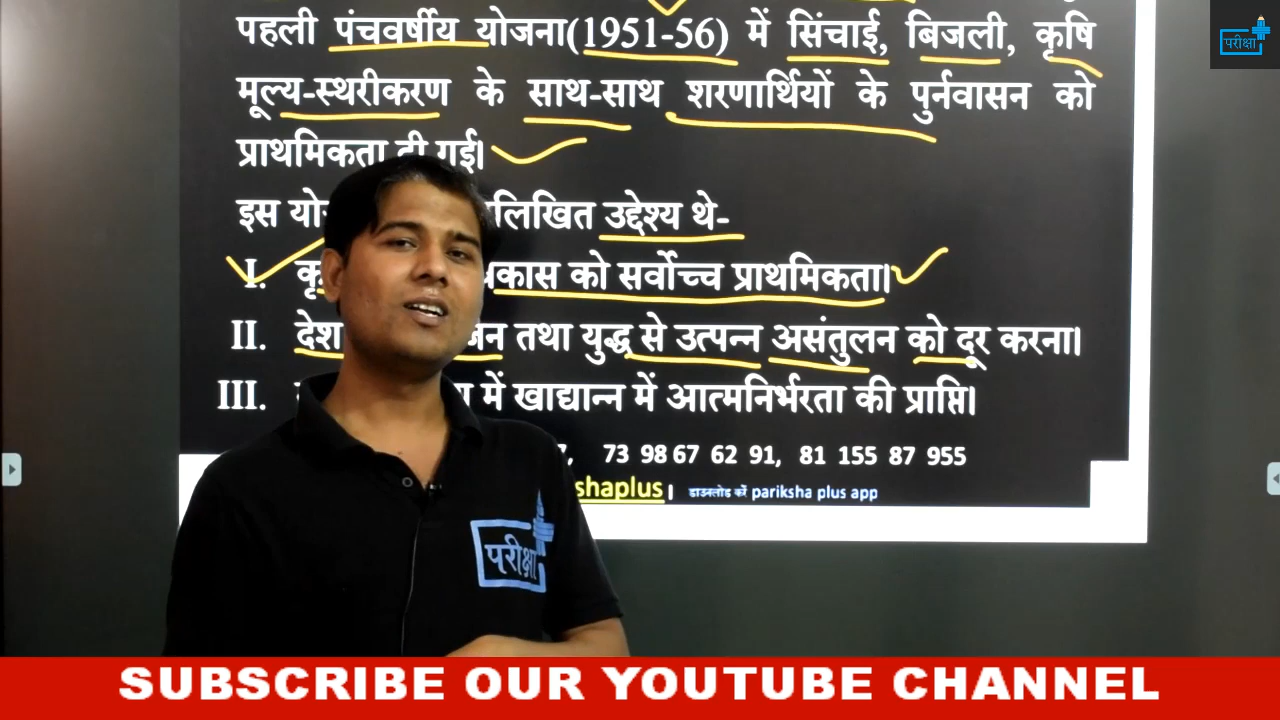 परीक्षा
पहली पंचवर्षीय योजना(1951-56) में सिंचाई, बिजली, कृषि
मूल्य-स्थरीकरण के साथ-साथ शरणार्थियों के पुर्नवासन को
प्राथमिकता दी गई।
इस लिखित उद्देश्य थे-
I. को सर्वोच्च प्राथमिकता।
II. देश तथा युद्ध से उत्पन्न असंतुलन को दूर करना।
III. में खाद्यान्न में आत्मनिर्भरता की प्राप्ति।
73 98 67 62 91, 81 155 87 955
shaplus। डाउनलोड करें pariksha plus app
परीक्षा
SUBSCRIBE OUR YOUTUBE CHANNEL